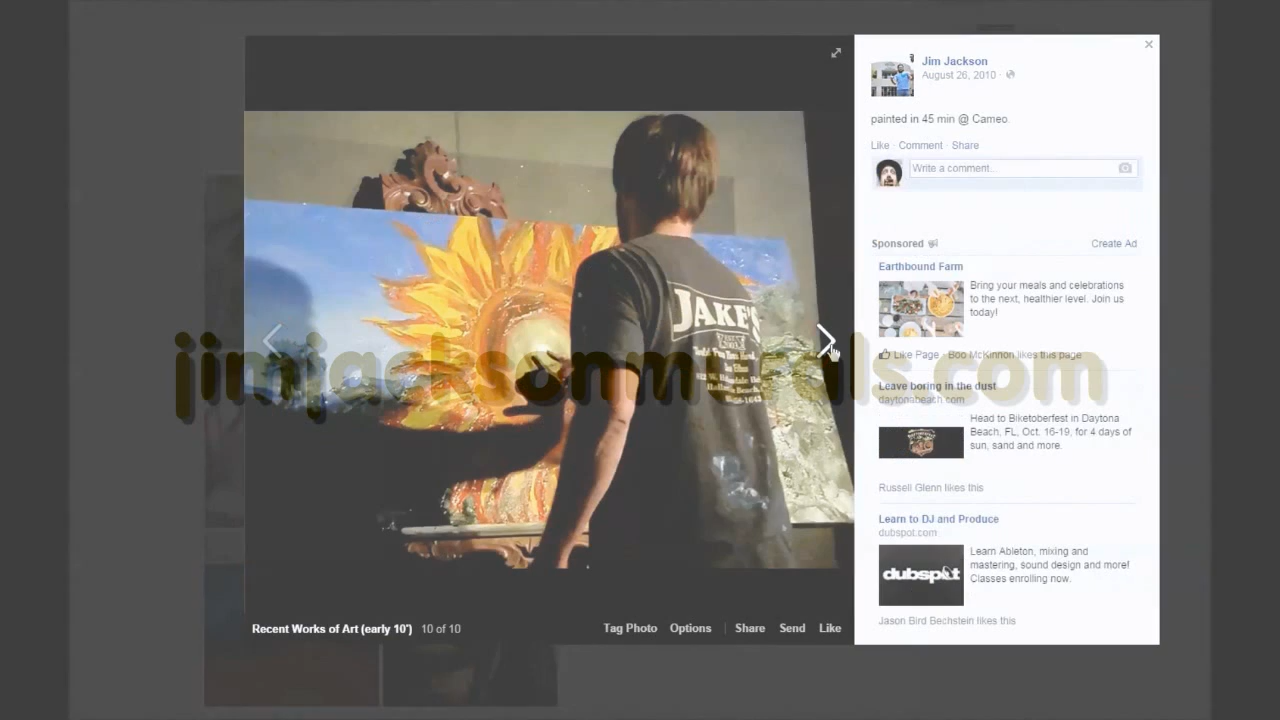 Jim Jackson
August 26, 2010 ·
painted in 45 min @ Cameo.
Like · Comment · Share
Write a comment...
Sponsored
Create Ad
Earthbound Farm
Bring your meals and celebrations
to the next, healthier level. Join us
today!
Like Page · Boo McKinnon likes this page
Leave boring in the dust
daytonabeach.com
Head to Biketoberfest in Daytona
Beach, FL, Oct. 16-19, for 4 days of
sun, sand and more.
Russell Glenn likes this
Learn to DJ and Produce
dubspot.com
dubspot
Learn Ableton, mixing and
mastering, sound design and more!
Classes enrolling now.
Jason Bird Bechstein likes this
JAKE'S
jimjacksonmurals.com
Recent Works of Art (early 10') 10 of 10
Tag Photo Options Share Send Like